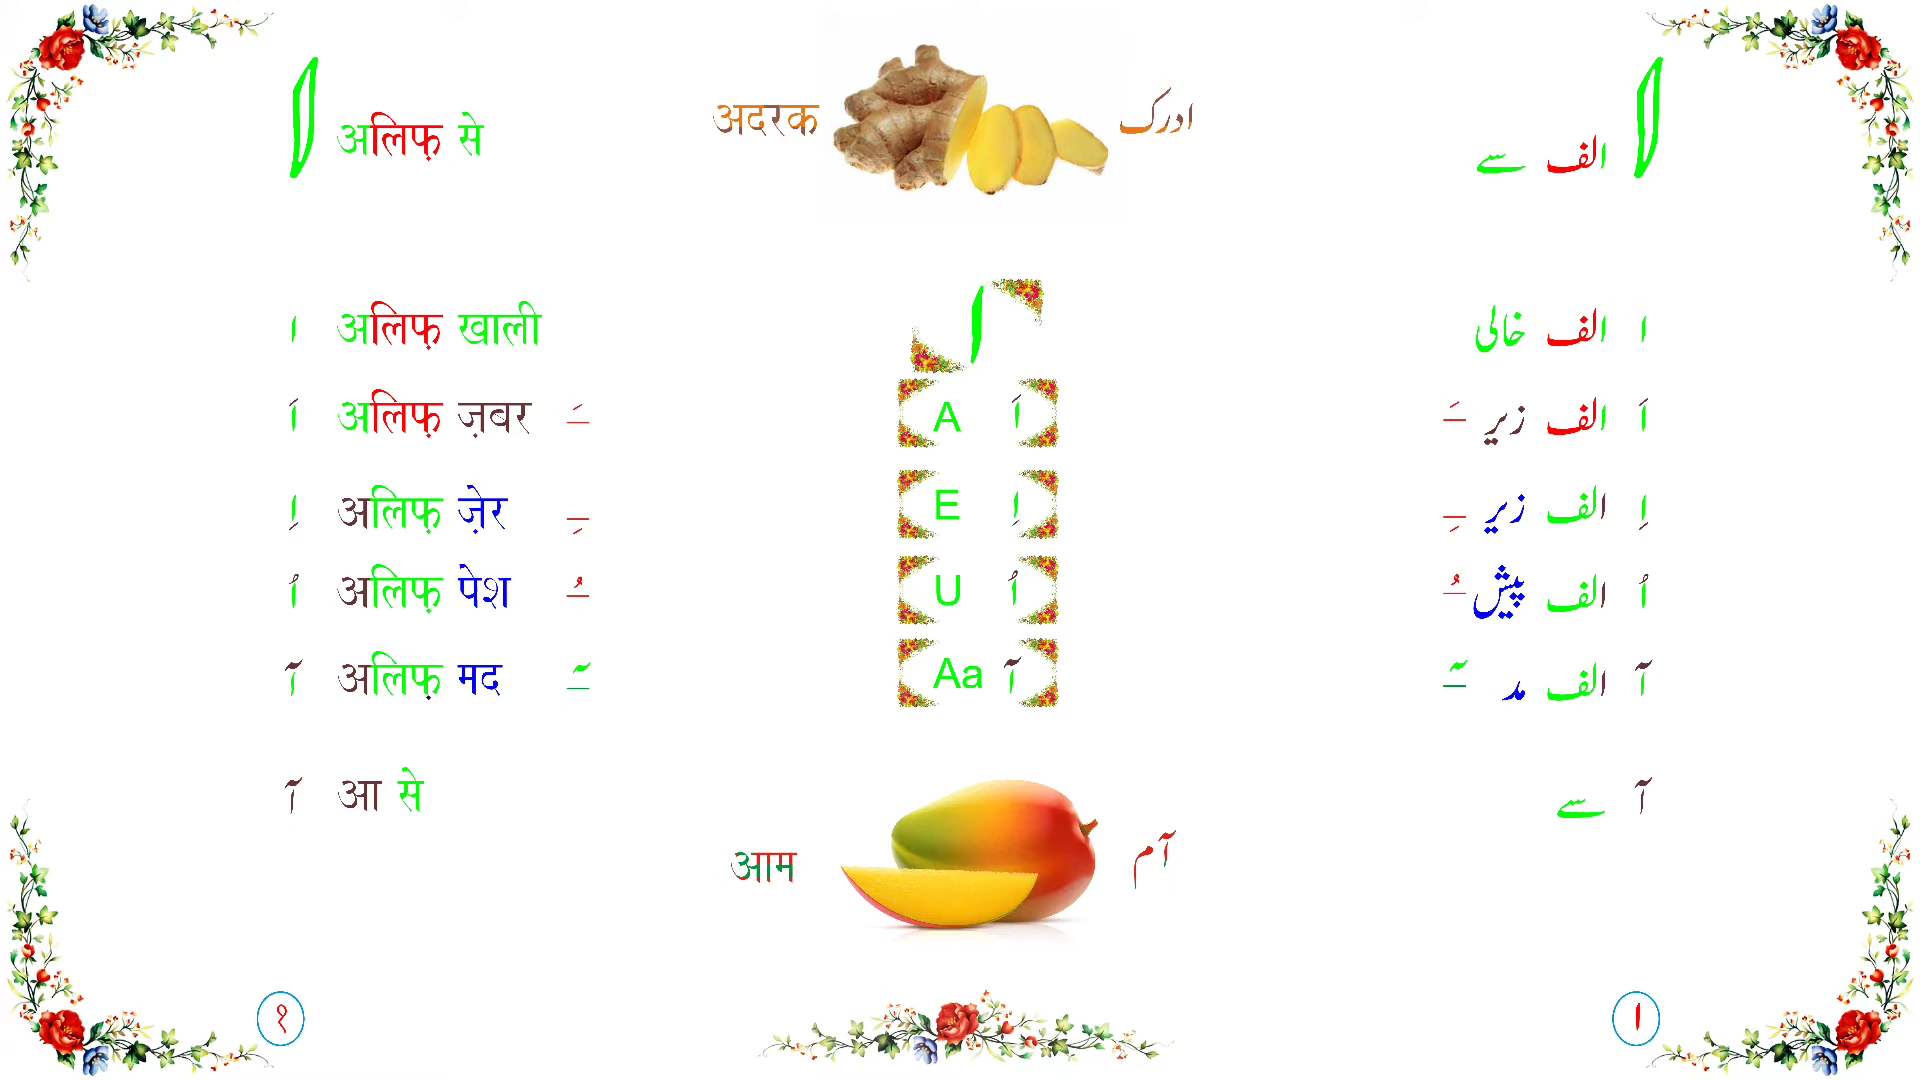 ا अलिफ़ से अदरक ادرک ا الف سے
ا
ا अलिफ़ खाली ا الف خالی
اَ अलिफ़ ज़बर َ A اَ اَ الف زبر َ
اِ अलिफ़ ज़ेर ِ E اِ اِ الف زیر ِ
اُ अलिफ़ पेश ُ U اُ اُ الف پیش ُ
آ अलिफ़ मद ٓ Aa آ آ الف مد ٓ
آ आ से آ سے
आम آم
१ ۱